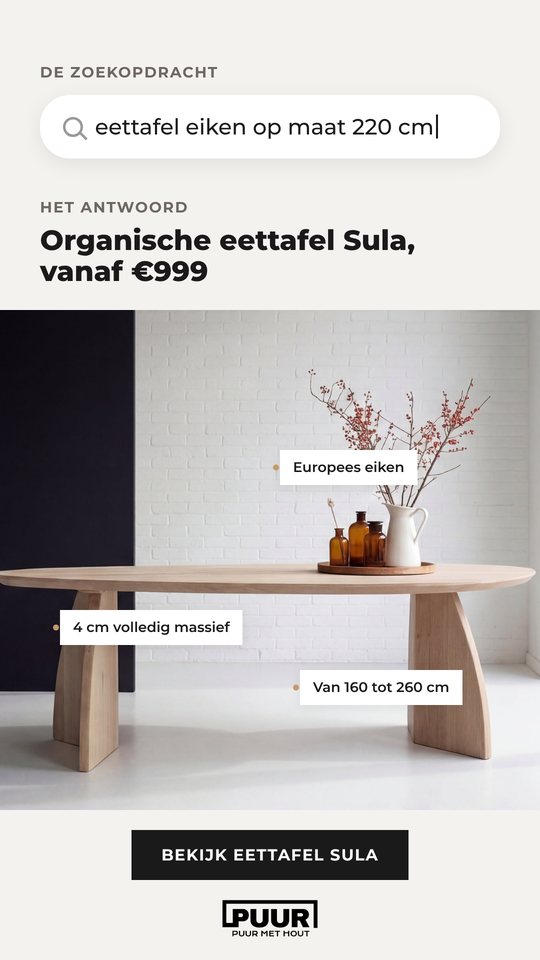 DE ZOEKOPDRACHT
eettafel eiken op maat 220 cm
HET ANTWOORD
Organische eettafel Sula,
vanaf €999
Europees eiken
4 cm volledig massief
Van 160 tot 260 cm
BEKIJK EETTAFEL SULA
PUUR
PUUR MET HOUT